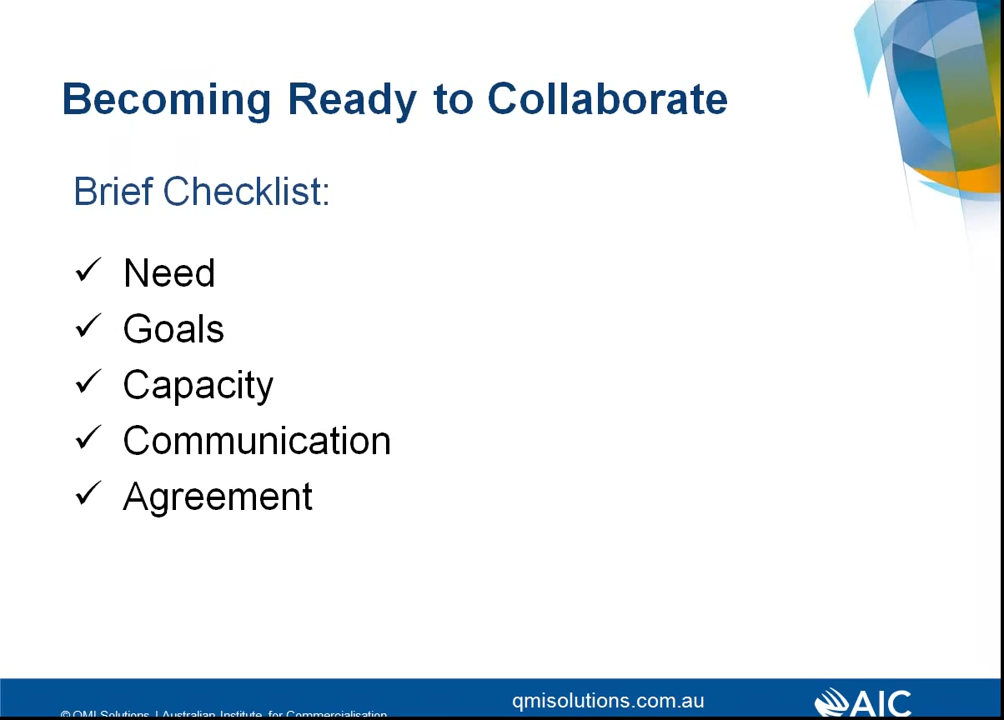 Becoming Ready to Collaborate
Brief Checklist:
✓ Need
✓ Goals
✓ Capacity
✓ Communication
✓ Agreement
© QMI Solutions | Australian Institute for Commercialisation
qmisolutions.com.au
AIC